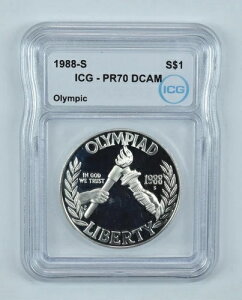 1988-S S$1
ICG - PR70 DCAM
Olympic
ICG
OLYMPIAD
IN GOD
WE TRUST
1988
S
LIBERTY